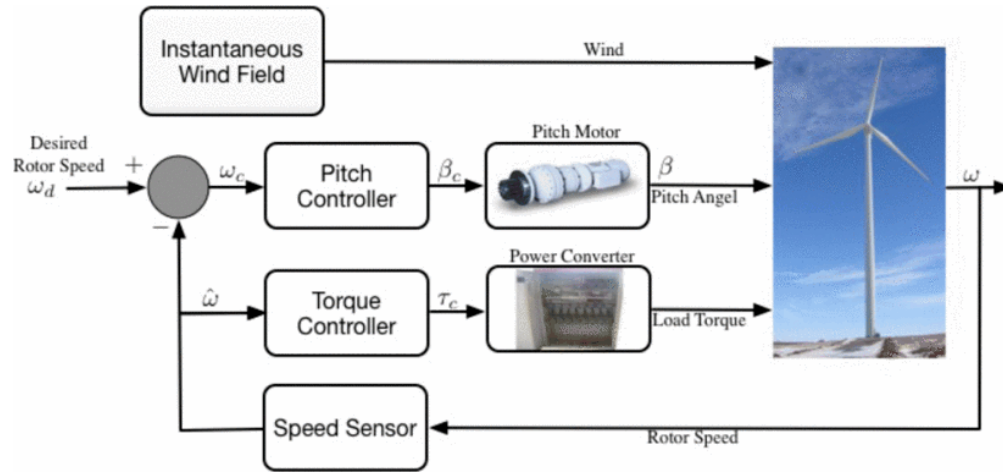 Instantaneous
Wind Field
Wind
Desired
Rotor Speed
ω_d
+
−
ω_c
Pitch
Controller
β_c
Pitch Motor
β
Pitch Angel
ω
ω̂
Torque
Controller
τ_c
Power Converter
Load Torque
Speed Sensor
Rotor Speed